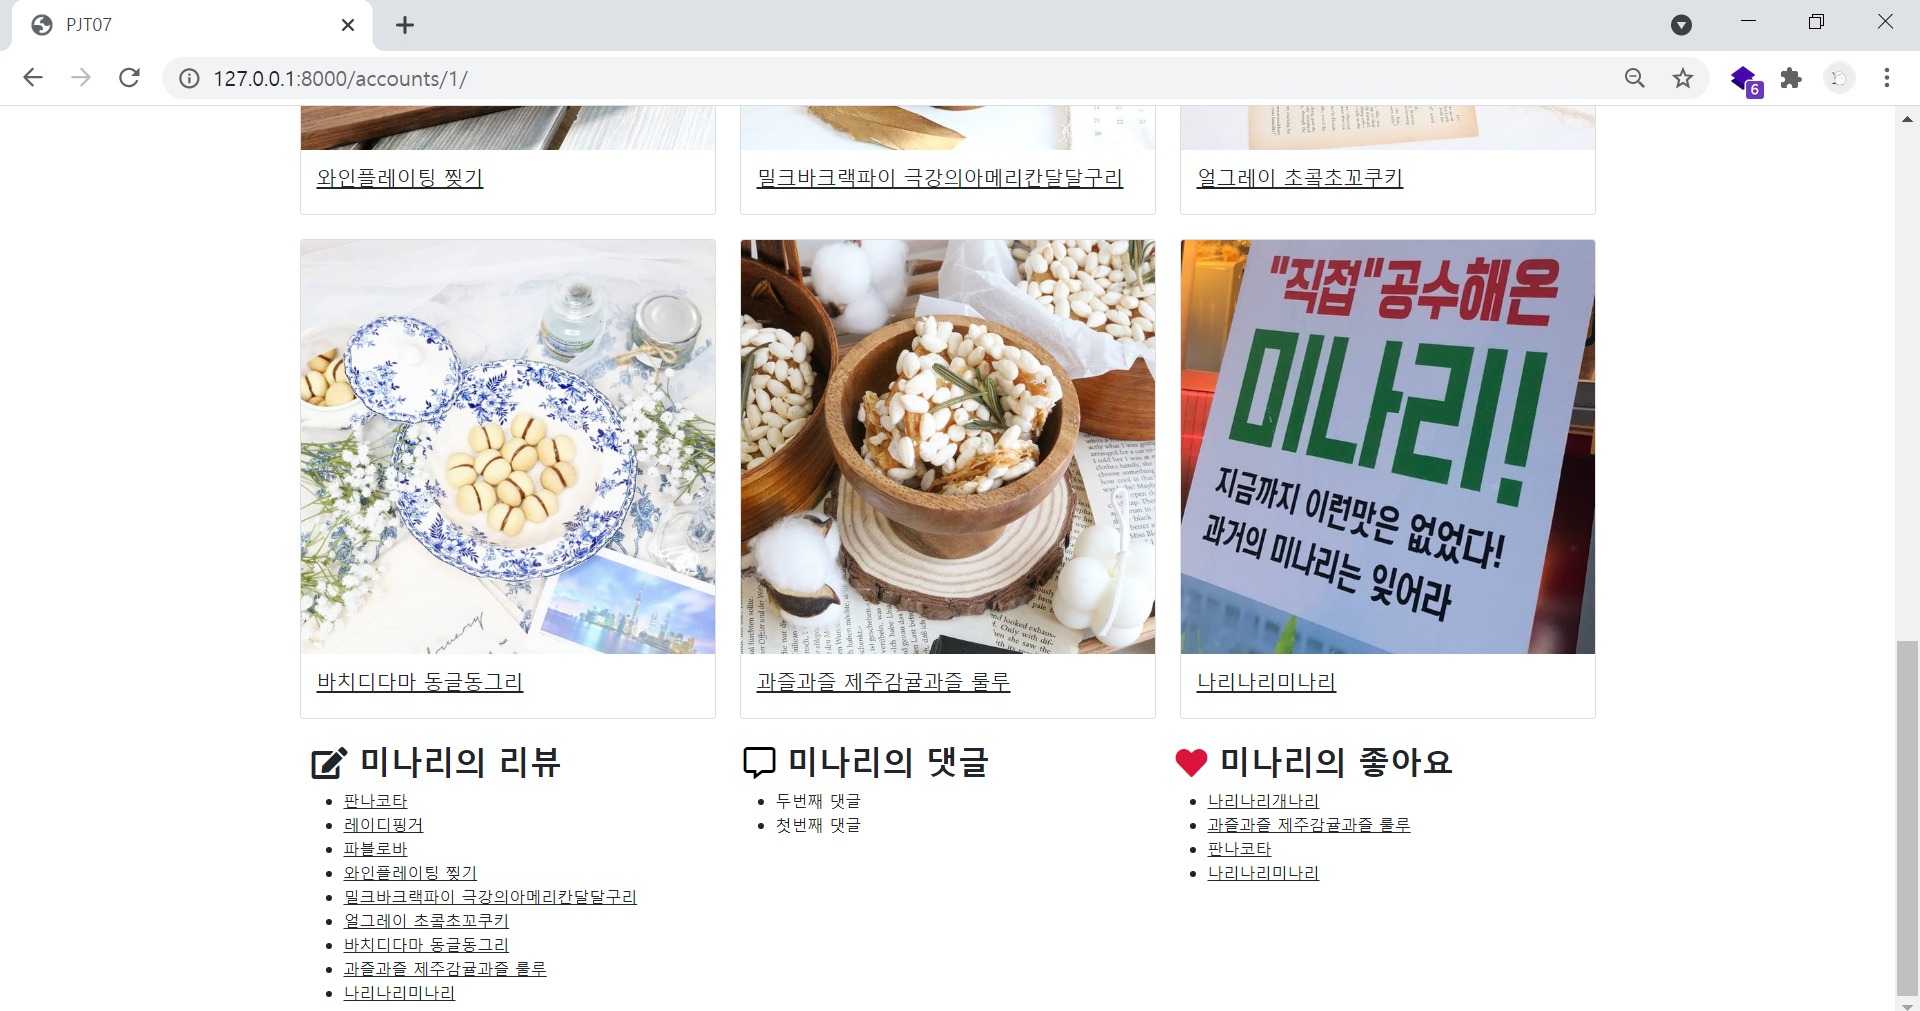 PJT07
127.0.0.1:8000/accounts/1/
6
와인플레이팅 찢기
밀크바크랙파이 극강의아메리칸달달구리
얼그레이 초콬초꼬쿠키
"직접"공수해온
미나리!
지금까지 이런맛은 없었다!
과거의 미나리는 잊어라
바치디다마 동글동그리
과즐과즐 제주감귤과즐 룰루
나리나리미나리
미나리의 리뷰
판나코타
레이디핑거
파블로바
와인플레이팅 찢기
밀크바크랙파이 극강의아메리칸달달구리
얼그레이 초콬초꼬쿠키
바치디다마 동글동그리
과즐과즐 제주감귤과즐 룰루
나리나리미나리
미나리의 댓글
두번째 댓글
첫번째 댓글
미나리의 좋아요
나리나리개나리
과즐과즐 제주감귤과즐 룰루
판나코타
나리나리미나리